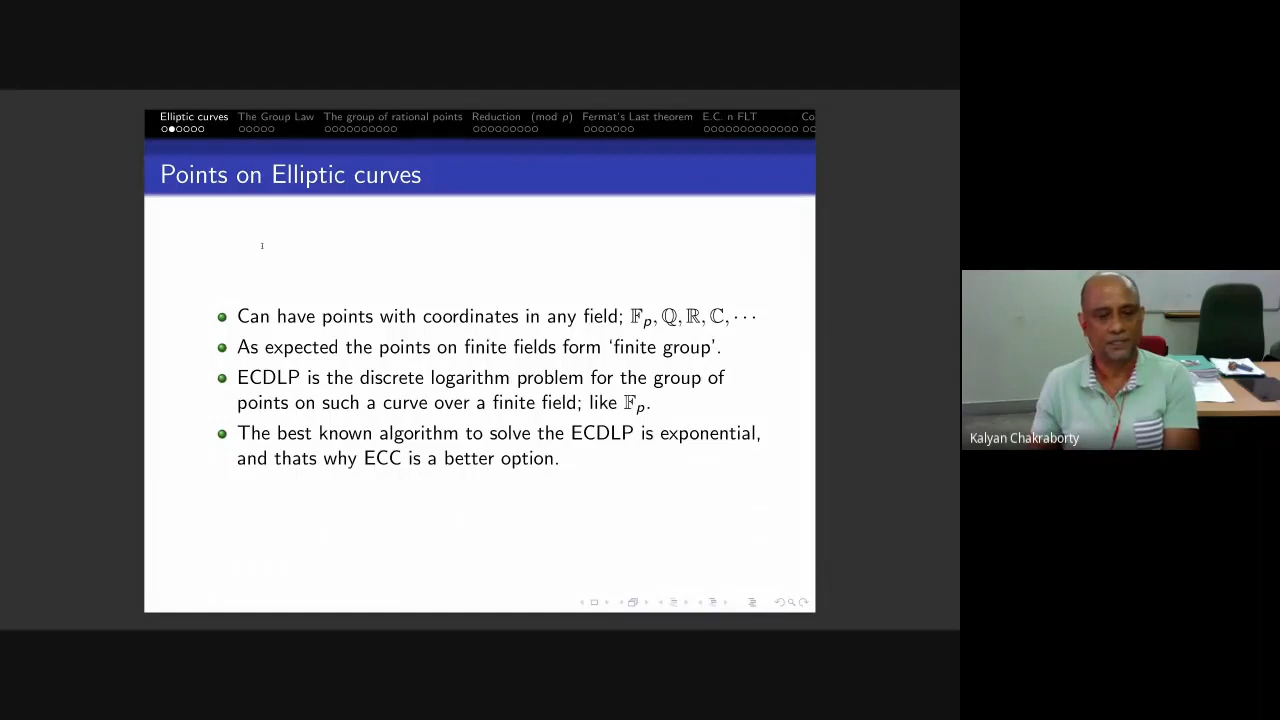 Elliptic curves The Group Law The group of rational points Reduction (mod p) Fermat's Last theorem E.C. n FLT Co
Points on Elliptic curves
Can have points with coordinates in any field; 𝔽ₚ, ℚ, ℝ, ℂ, ⋯
As expected the points on finite fields form ‘finite group’.
ECDLP is the discrete logarithm problem for the group of
points on such a curve over a finite field; like 𝔽ₚ.
The best known algorithm to solve the ECDLP is exponential,
and thats why ECC is a better option.
Kalyan Chakraborty